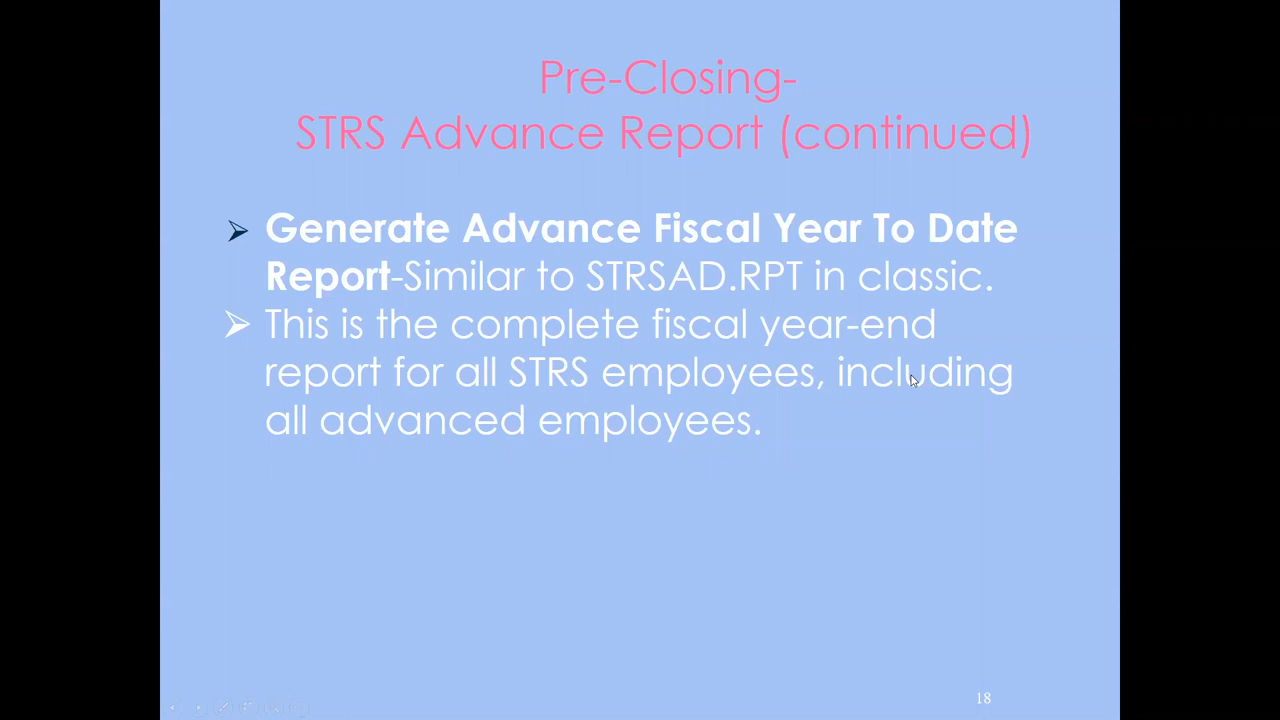 Pre-Closing-
STRS Advance Report (continued)
Generate Advance Fiscal Year To Date
Report-Similar to STRSAD.RPT in classic.
This is the complete fiscal year-end
report for all STRS employees, including
all advanced employees.
18